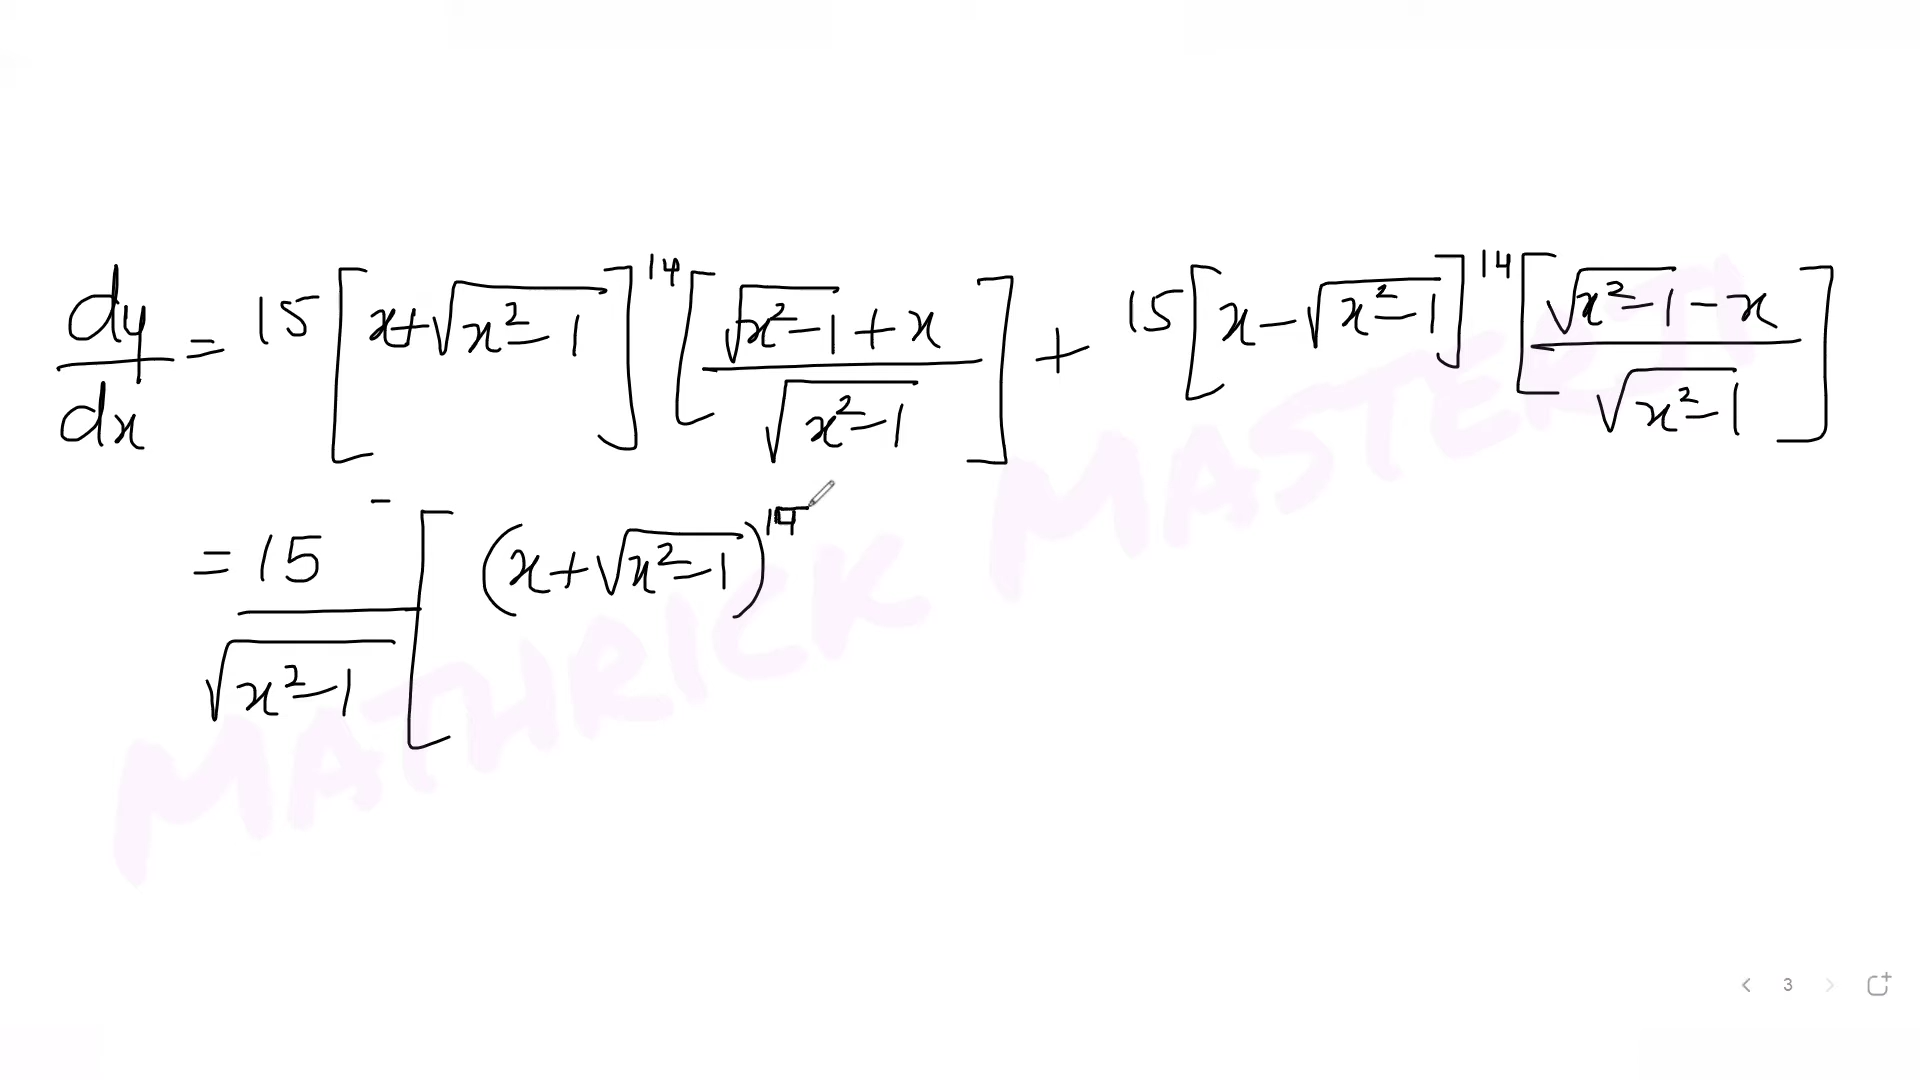 dy/dx = 15 [x+√(x²-1)]¹⁴ [(√(x²-1) + x)/√(x²-1)] + 15 [x-√(x²-1)]¹⁴ [(√(x²-1) - x)/√(x²-1)]
= 15/√(x²-1) [ (x+√(x²-1))¹⁴
MATHRICK MASTER
3